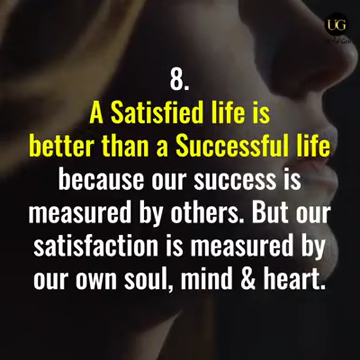 UG
8.
A Satisfied life is
better than a Successful life
because our success is
measured by others. But our
satisfaction is measured by
our own soul, mind & heart.